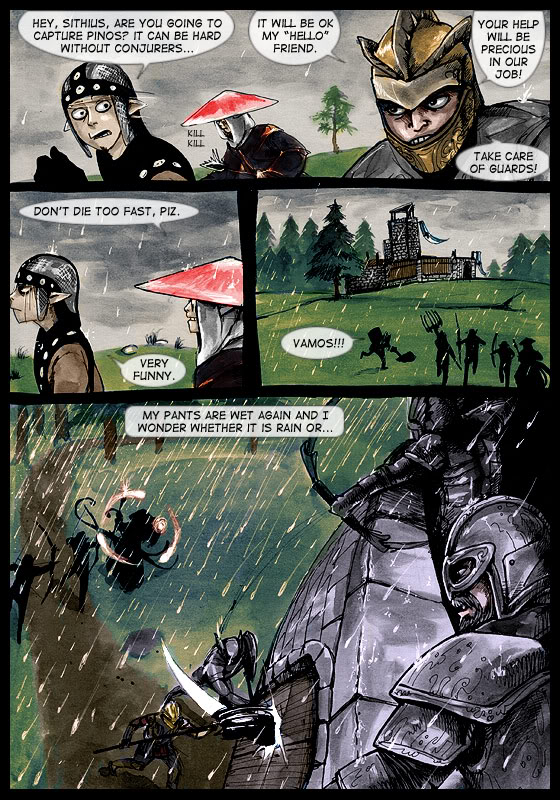 HEY, SITHIUS, ARE YOU GOING TO
CAPTURE PINOS? IT CAN BE HARD
WITHOUT CONJURERS...
KILL
KILL
IT WILL BE OK
MY "HELLO"
FRIEND.
YOUR HELP
WILL BE
PRECIOUS
IN OUR
JOB!
TAKE CARE
OF GUARDS!
DON'T DIE TOO FAST, PIZ.
VERY
FUNNY.
VAMOS!!!
MY PANTS ARE WET AGAIN AND I
WONDER WHETHER IT IS RAIN OR...